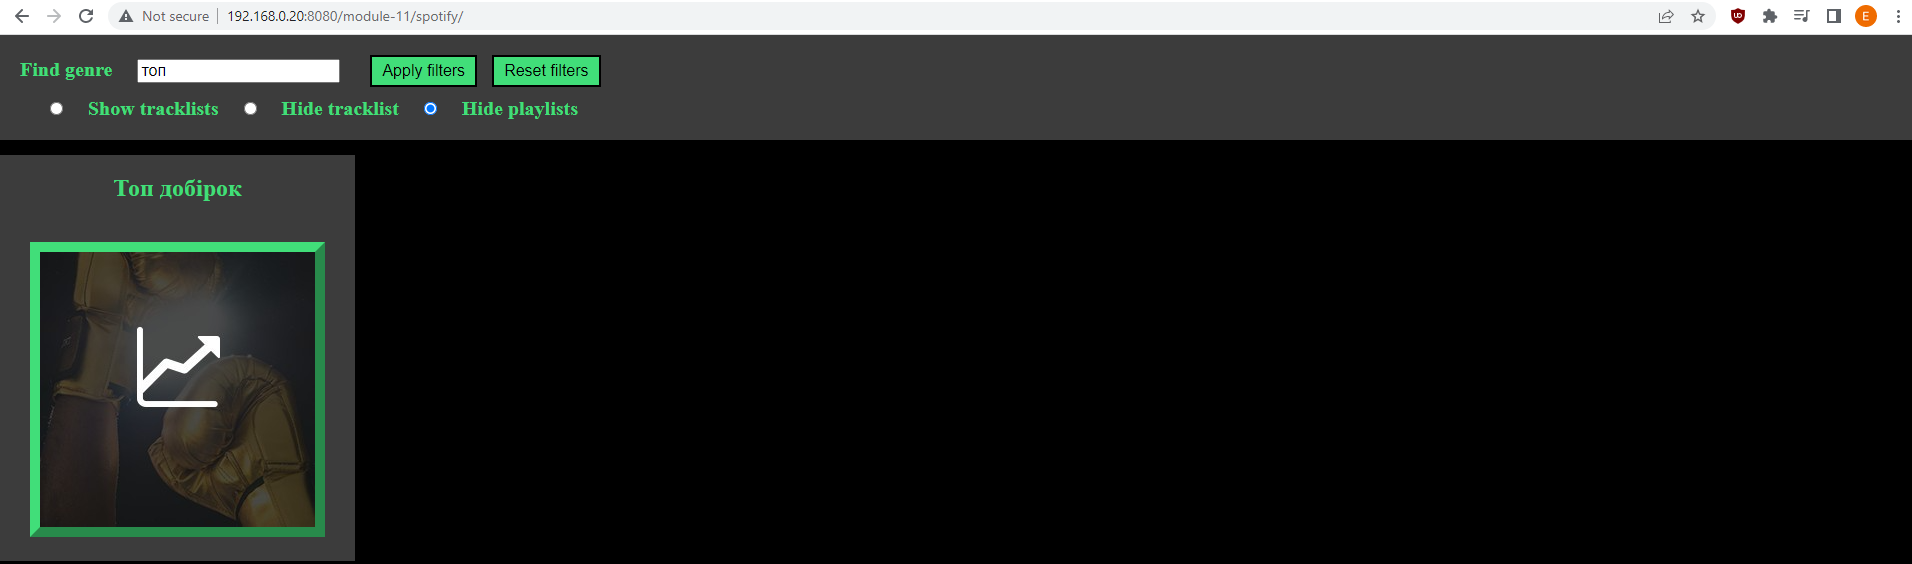 Not secure | 192.168.0.20:8080/module-11/spotify/
E
Find genre топ Apply filters Reset filters
Show tracklists Hide tracklist Hide playlists
Топ добірок